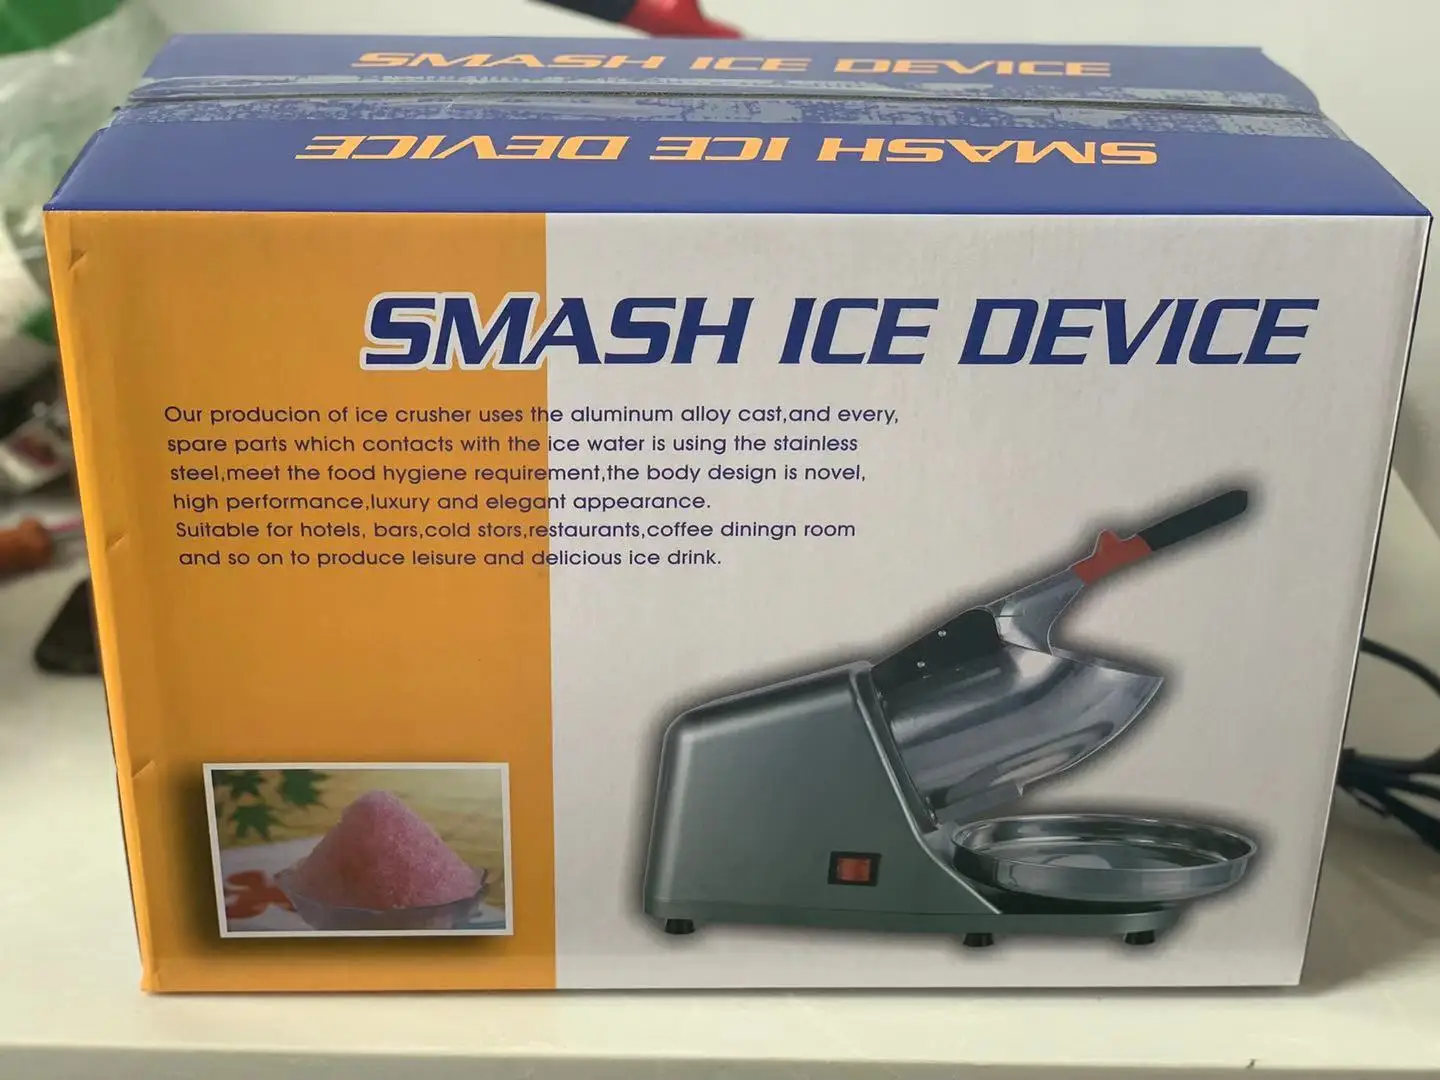 SMASH ICE DEVICE
SMASH ICE DEVICE
SMASH ICE DEVICE
Our producion of ice crusher uses the aluminum alloy cast,and every,
spare parts which contacts with the ice water is using the stainless
steel,meet the food hygiene requirement,the body design is novel,
high performance,luxury and elegant appearance.
Suitable for hotels, bars,cold stors,restaurants,coffee diningn room
and so on to produce leisure and delicious ice drink.